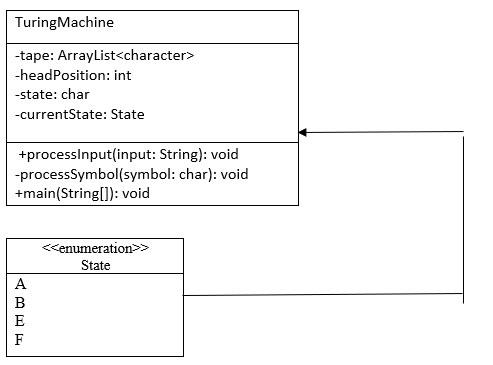 TuringMachine
-tape: ArrayList<character>
-headPosition: int
-state: char
-currentState: State
+processInput(input: String): void
-processSymbol(symbol: char): void
+main(String[]): void
<<enumeration>>
State
A
B
E
F